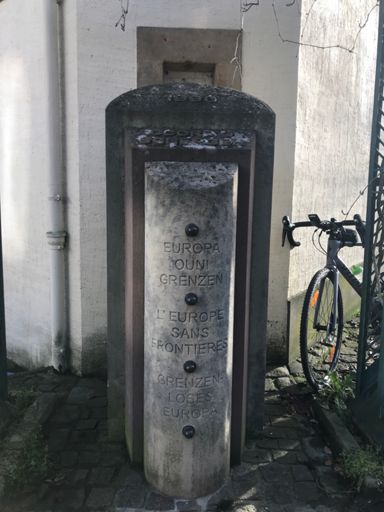 EUROPA
OUNI
GRENZEN
L'EUROPE
SANS
FRONTIERES
GRENZEN-
LOSES
EUROPA